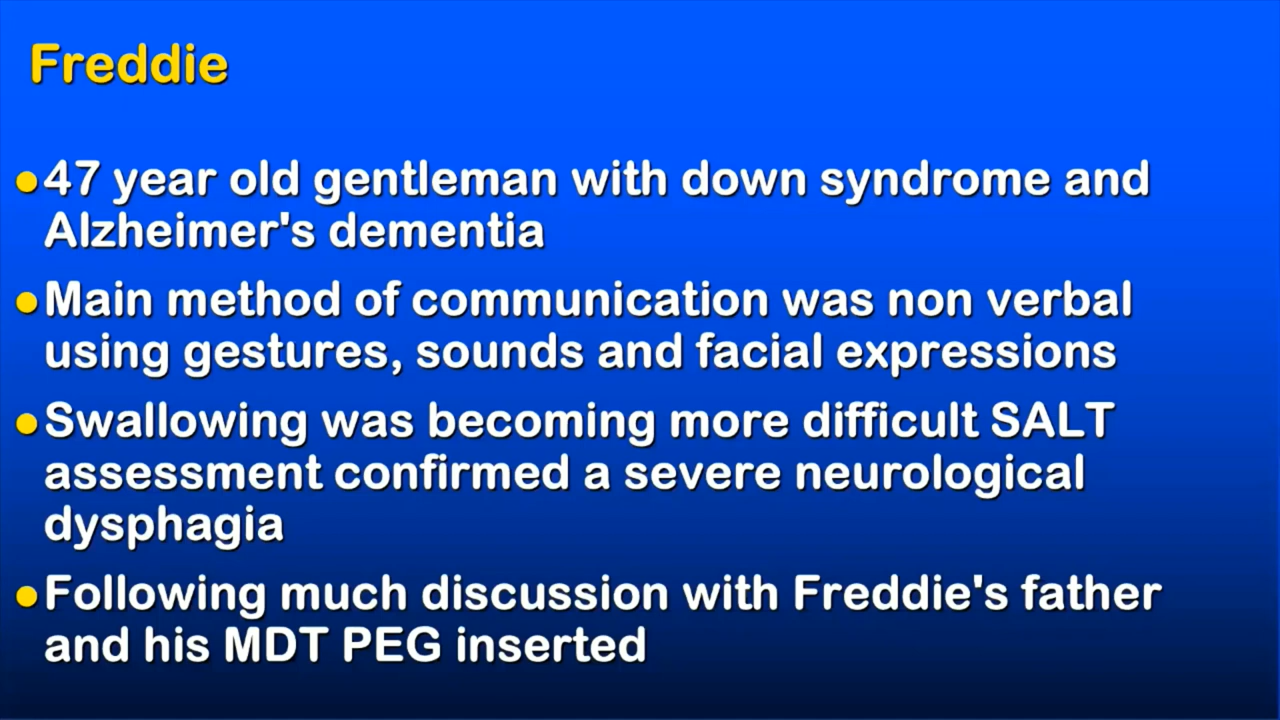 Freddie
●47 year old gentleman with down syndrome and
Alzheimer's dementia
●Main method of communication was non verbal
using gestures, sounds and facial expressions
●Swallowing was becoming more difficult SALT
assessment confirmed a severe neurological
dysphagia
●Following much discussion with Freddie's father
and his MDT PEG inserted